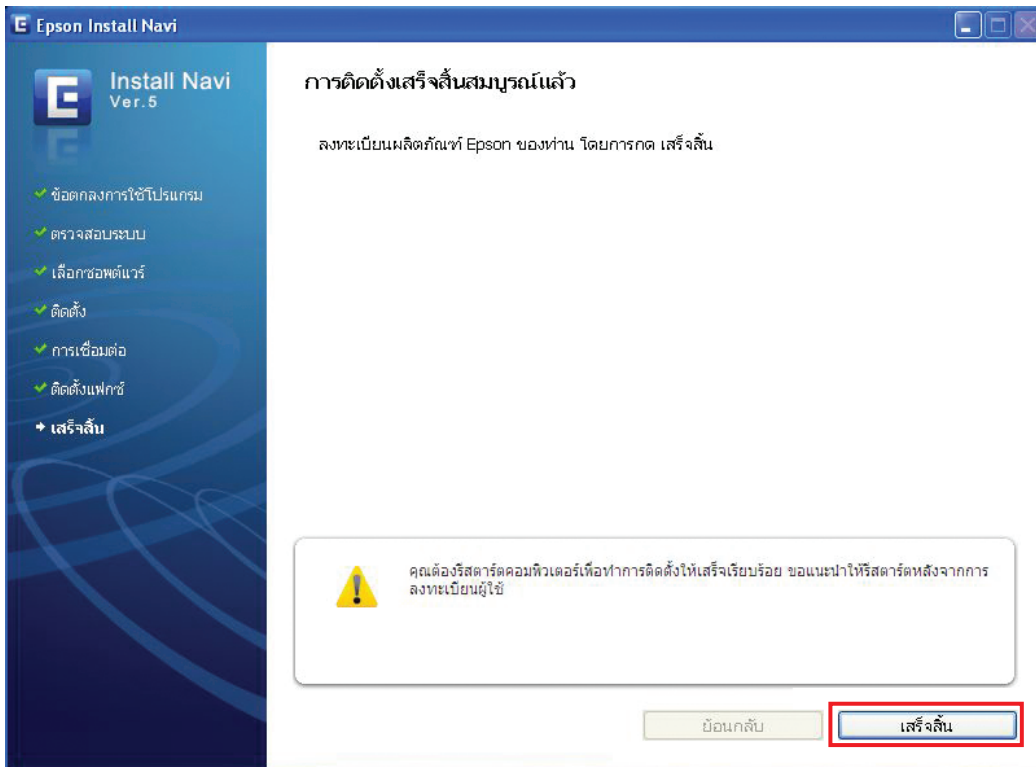 Epson Install Navi
Install Navi
Ver.5
ข้อตกลงการใช้โปรแกรม
ตรวจสอบระบบ
เลือกซอฟต์แวร์
ติดตั้ง
การเชื่อมต่อ
ติดตั้งแฟกซ์
เสร็จสิ้น
การติดตั้งเสร็จสิ้นสมบูรณ์แล้ว
ลงทะเบียนผลิตภัณฑ์ Epson ของท่าน โดยการกด เสร็จสิ้น
คุณต้องรีสตาร์ตคอมพิวเตอร์เพื่อทำการติดตั้งให้เสร็จเรียบร้อย ขอแนะนำให้รีสตาร์ตหลังจากการ
ลงทะเบียนผู้ใช้
ย้อนกลับ
เสร็จสิ้น